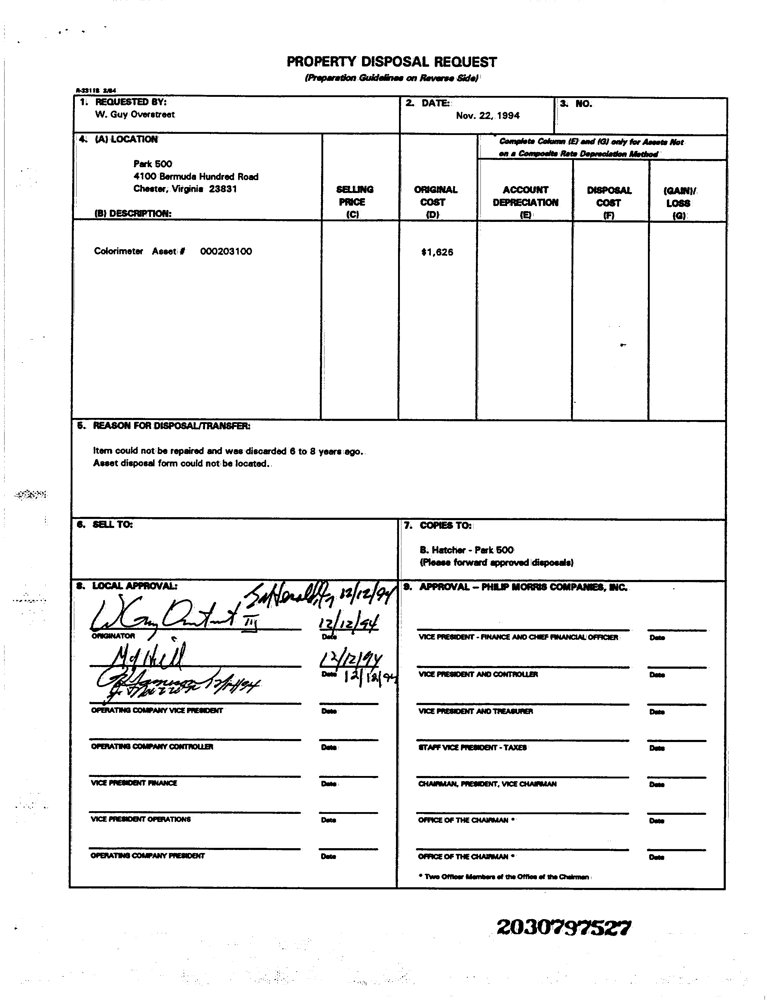 PROPERTY DISPOSAL REQUEST
(Preparation Guidelines on Reverse Side)
R-3311B 2/84
1. REQUESTED BY:
W. Guy Overstreet
2. DATE:
Nov. 22, 1994
3. NO.
4. (A) LOCATION
Park 500
4100 Bermuda Hundred Road
Chester, Virginia 23831
(B) DESCRIPTION:
SELLING
PRICE
(C)
ORIGINAL
COST
(D)
Complete Column (E) and (G) only for Assets Not
on a Composite Rate Depreciation Method
ACCOUNT
DEPRECIATION
(E)
DISPOSAL
COST
(F)
(GAIN)/
LOSS
(G)
Colorimeter Asset # 000203100
$1,626
5. REASON FOR DISPOSAL/TRANSFER:
Item could not be repaired and was discarded 6 to 8 years ago.
Asset disposal form could not be located.
6. SELL TO:
7. COPIES TO:
B. Hatcher - Park 500
(Please forward approved disposals)
8. LOCAL APPROVAL:
12/12/94
12/12/94
ORIGINATOR
Date
12/12/94
Date
12/12/94
OPERATING COMPANY VICE PRESIDENT
Date
OPERATING COMPANY CONTROLLER
Date
VICE PRESIDENT FINANCE
Date
VICE PRESIDENT OPERATIONS
Date
OPERATING COMPANY PRESIDENT
Date
9. APPROVAL – PHILIP MORRIS COMPANIES, INC.
VICE PRESIDENT - FINANCE AND CHIEF FINANCIAL OFFICER
Date
VICE PRESIDENT AND CONTROLLER
Date
VICE PRESIDENT AND TREASURER
Date
STAFF VICE PRESIDENT - TAXES
Date
CHAIRMAN, PRESIDENT, VICE CHAIRMAN
Date
OFFICE OF THE CHAIRMAN *
Date
OFFICE OF THE CHAIRMAN *
Date
* Two Officer Members of the Office of the Chairman
2030797527